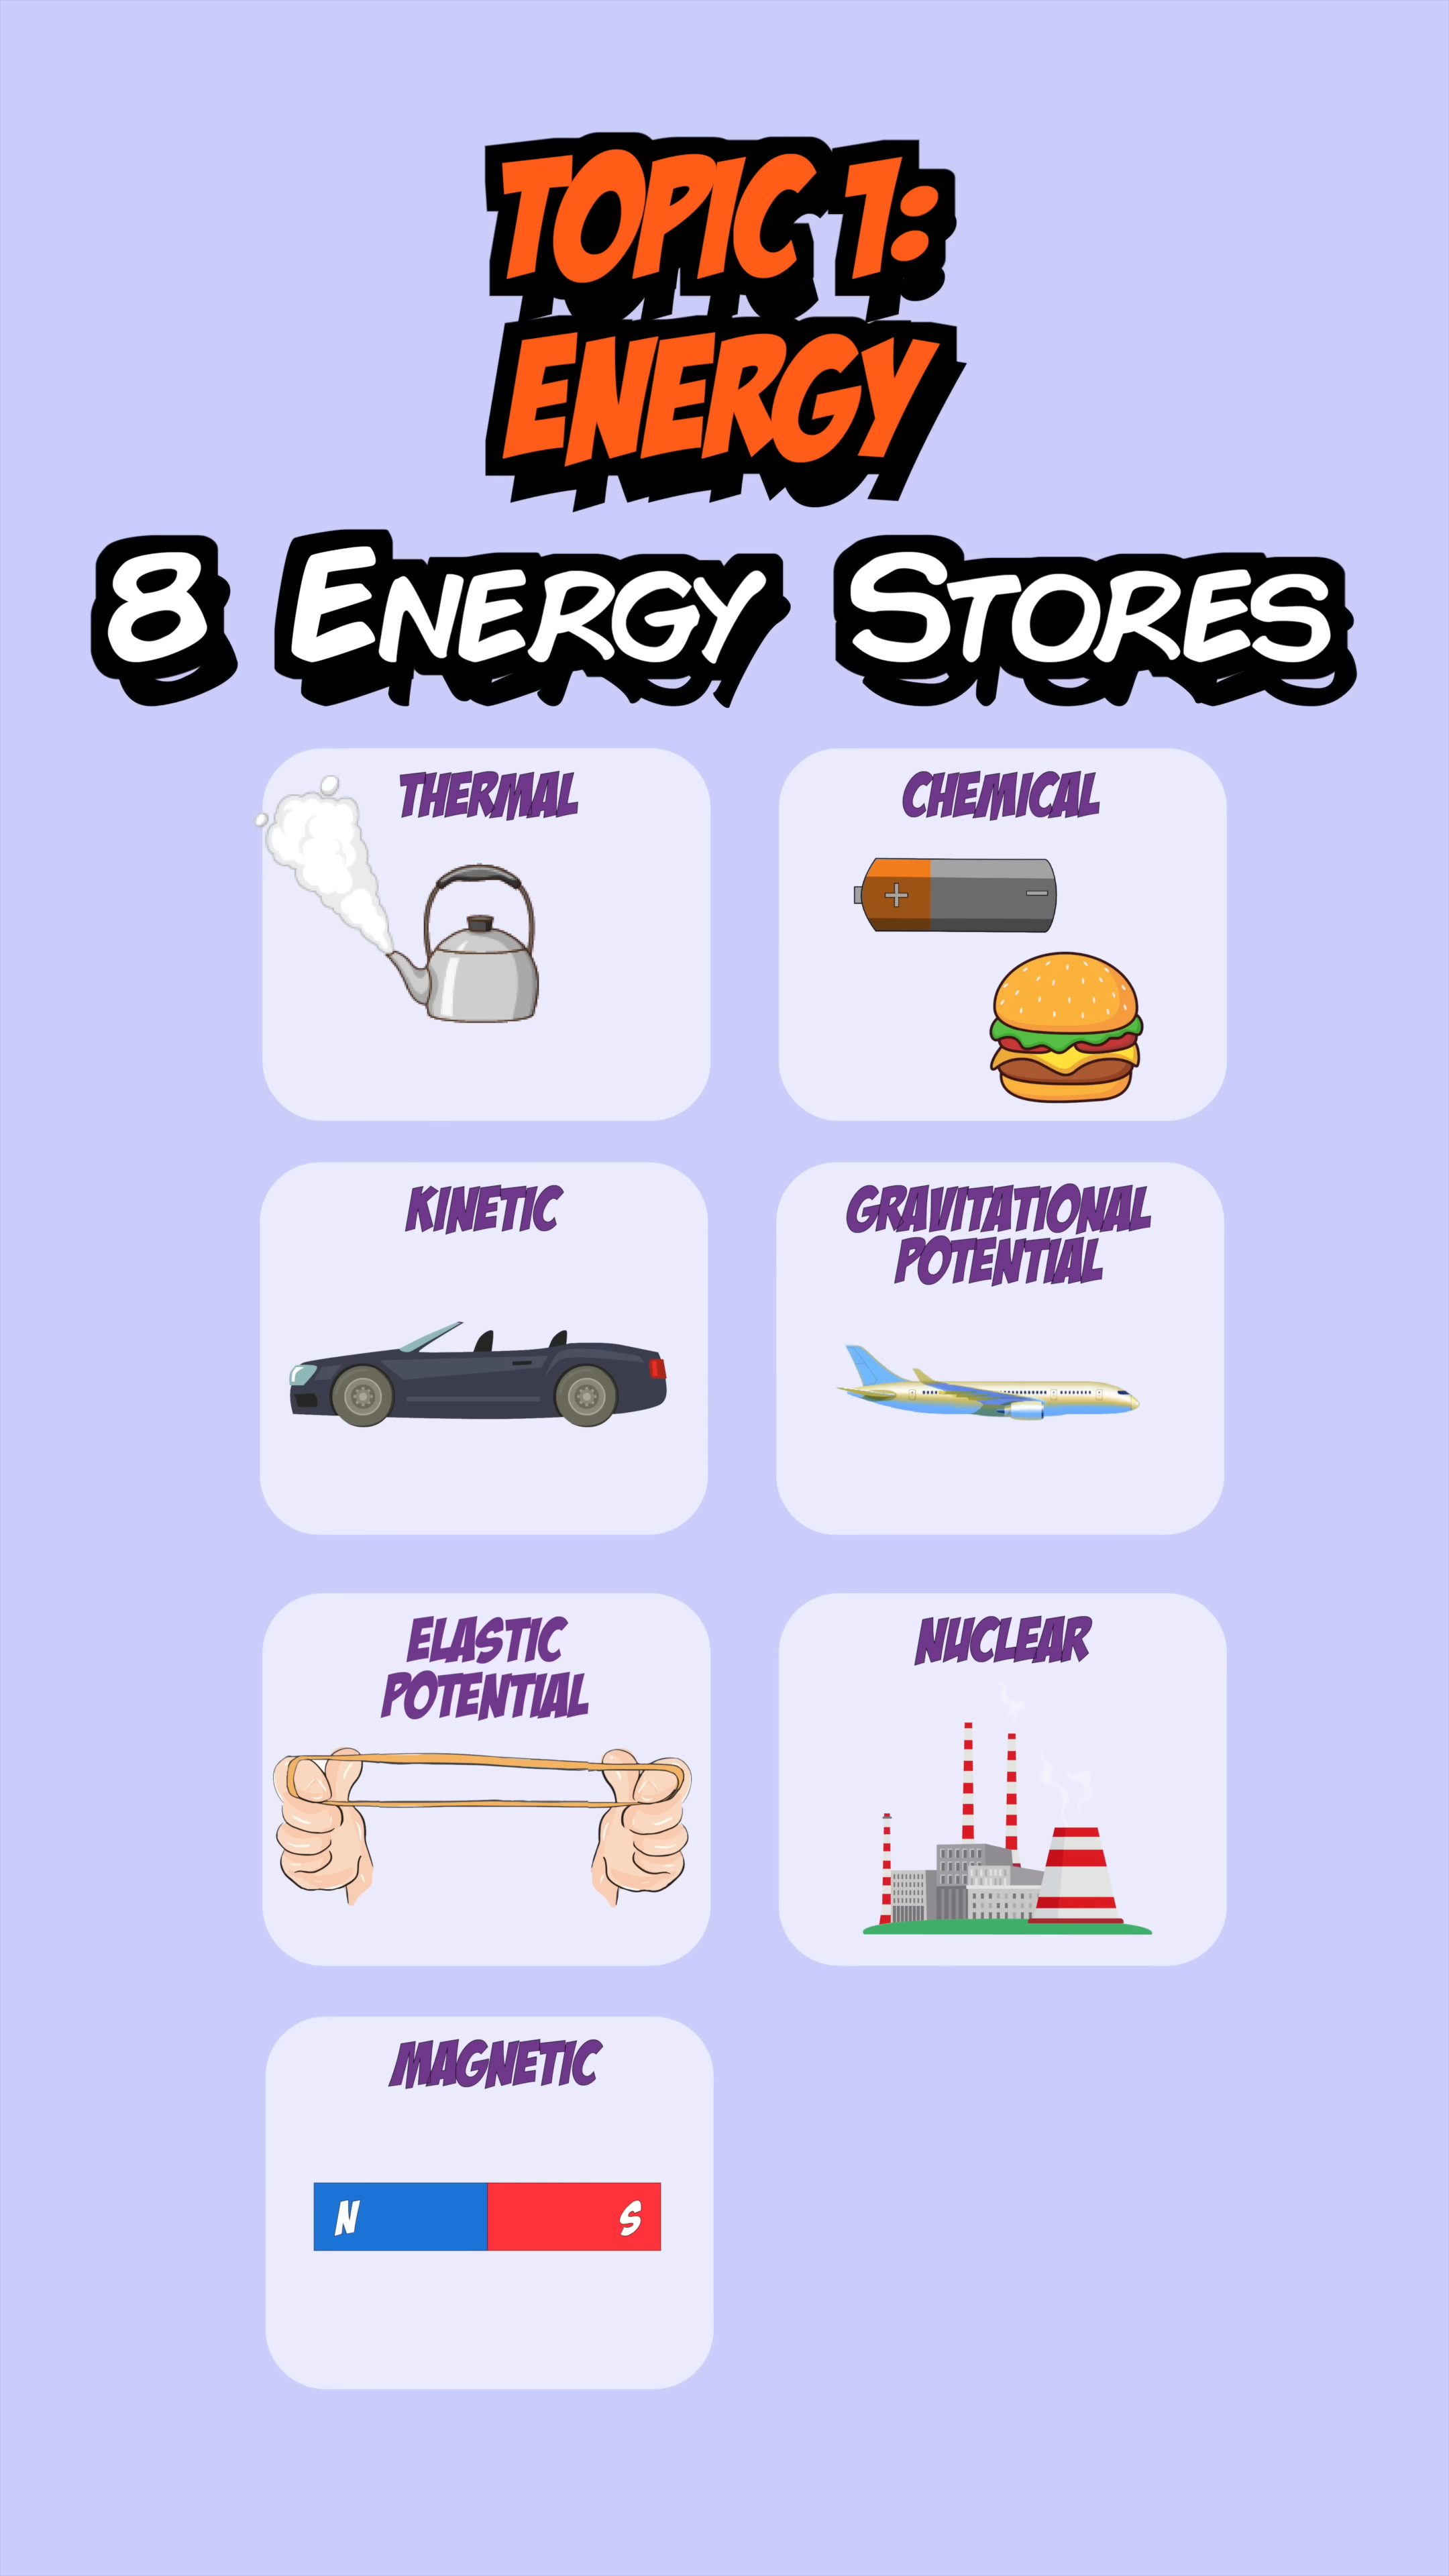 TOPIC 1:
ENERGY
8 ENERGY STORES
THERMAL
CHEMICAL
+ −
KINETIC
GRAVITATIONAL
POTENTIAL
ELASTIC
POTENTIAL
NUCLEAR
MAGNETIC
N S